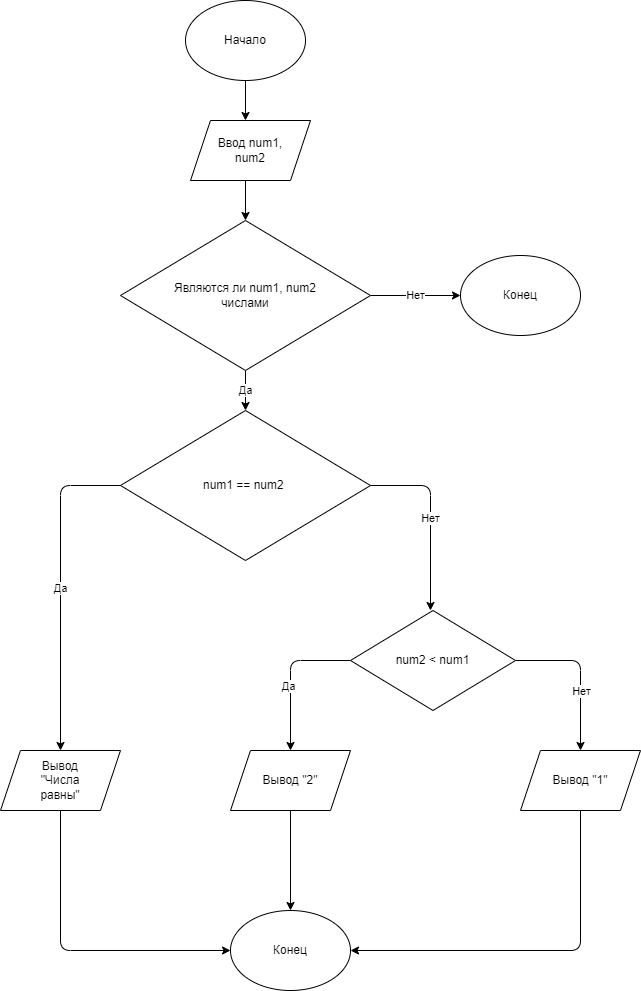 Начало
Ввод num1,
num2
Являются ли num1, num2
числами
Нет
Конец
Да
num1 == num2
Нет
Да
num2 < num1
Да
Нет
Вывод
"Числа
равны"
Вывод "2"
Вывод "1"
Конец